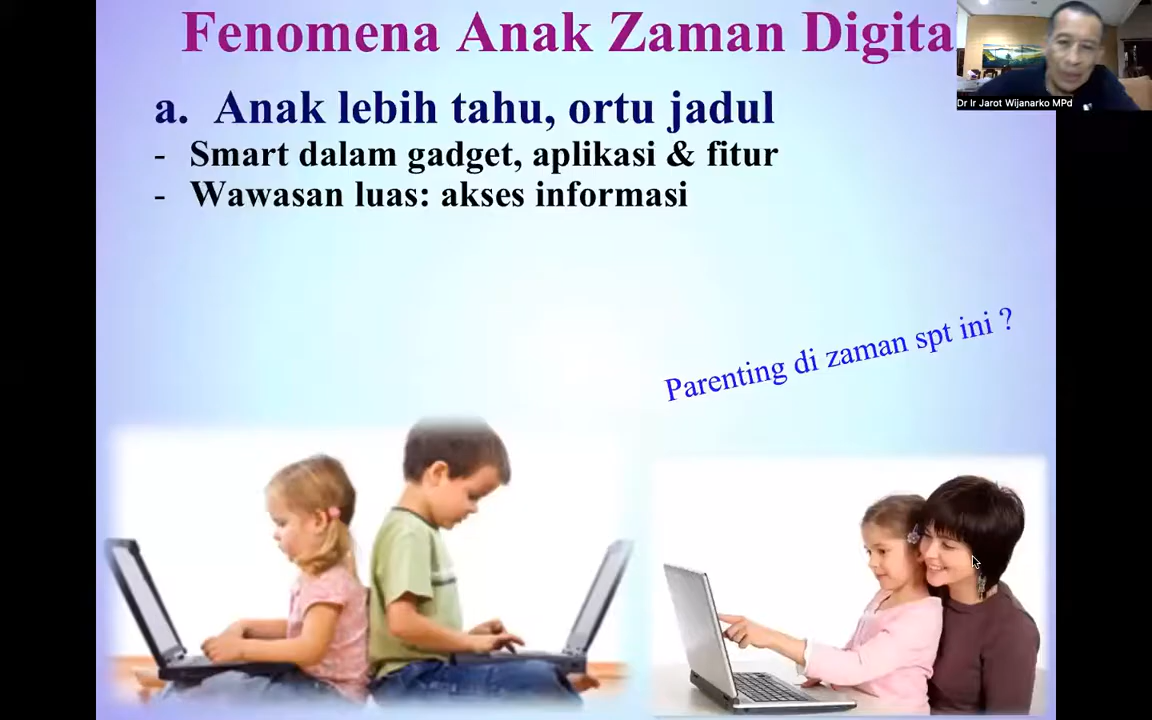 Fenomena Anak Zaman Digita
Dr Ir Jarot Wijanarko MPd
a. Anak lebih tahu, ortu jadul
- Smart dalam gadget, aplikasi & fitur
- Wawasan luas: akses informasi
Parenting di zaman spt ini ?